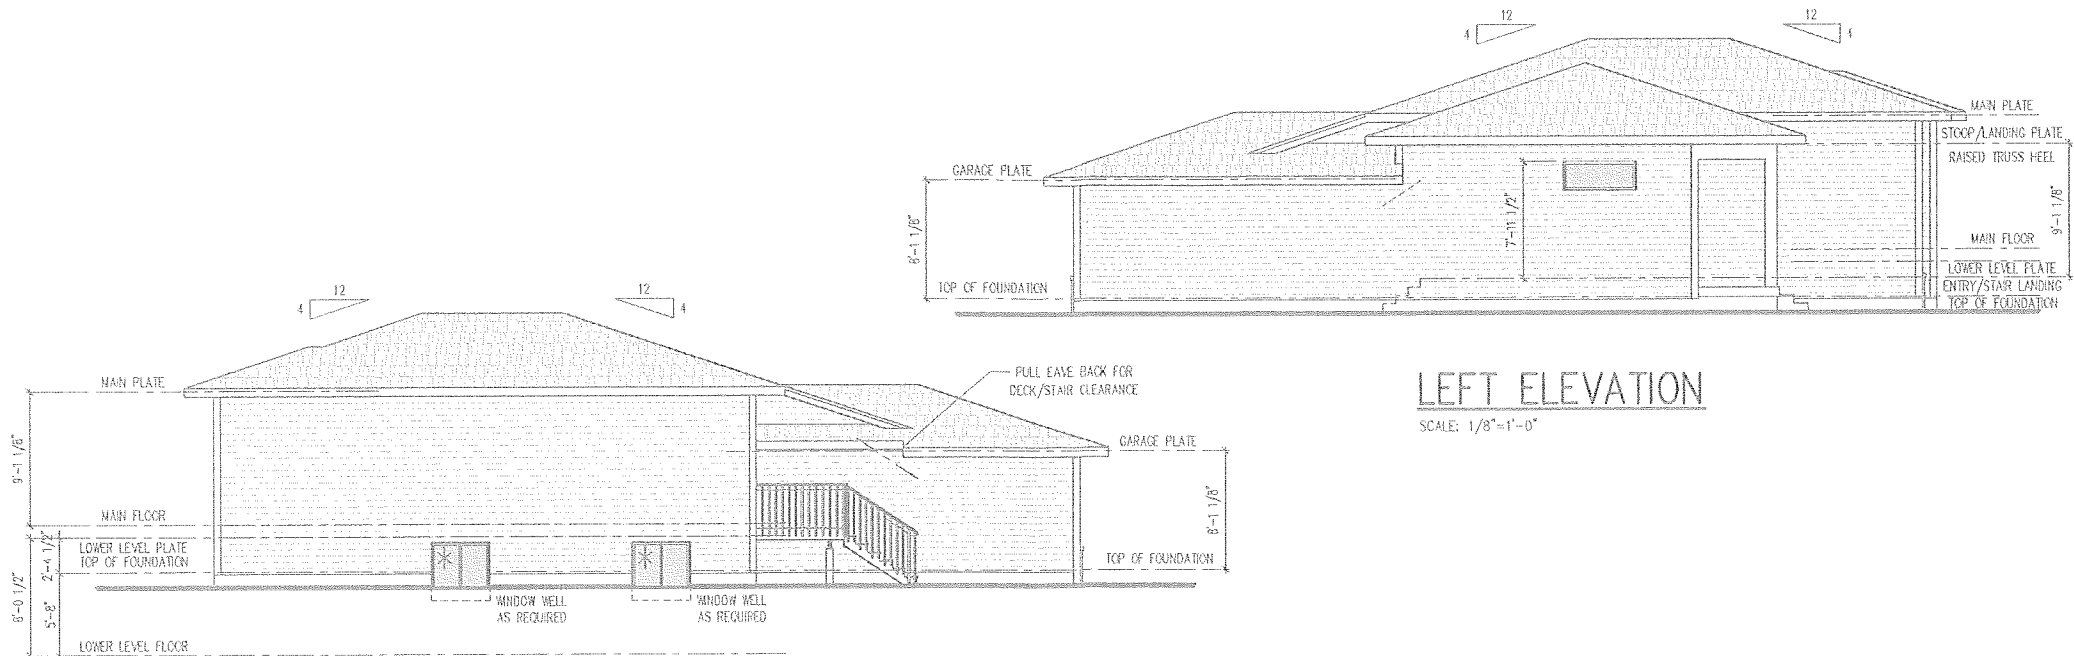 12
4
12
4
MAIN PLATE
STOOP/LANDING PLATE
RAISED TRUSS HEEL
GARAGE PLATE
8'-1 1/8"
7'-11 1/2"
9'-1 1/8"
MAIN FLOOR
LOWER LEVEL PLATE
ENTRY/STAIR LANDING
TOP OF FOUNDATION
TOP OF FOUNDATION
LEFT ELEVATION
SCALE: 1/8"=1'-0"
12
4
12
4
MAIN PLATE
PULL EAVE BACK FOR
DECK/STAIR CLEARANCE
GARAGE PLATE
9'-1 1/8"
8'-1 1/8"
MAIN FLOOR
LOWER LEVEL PLATE
TOP OF FOUNDATION
TOP OF FOUNDATION
2'-4 1/2"
8'-0 1/2"
5'-8"
WINDOW WELL
AS REQUIRED
WINDOW WELL
AS REQUIRED
LOWER LEVEL FLOOR